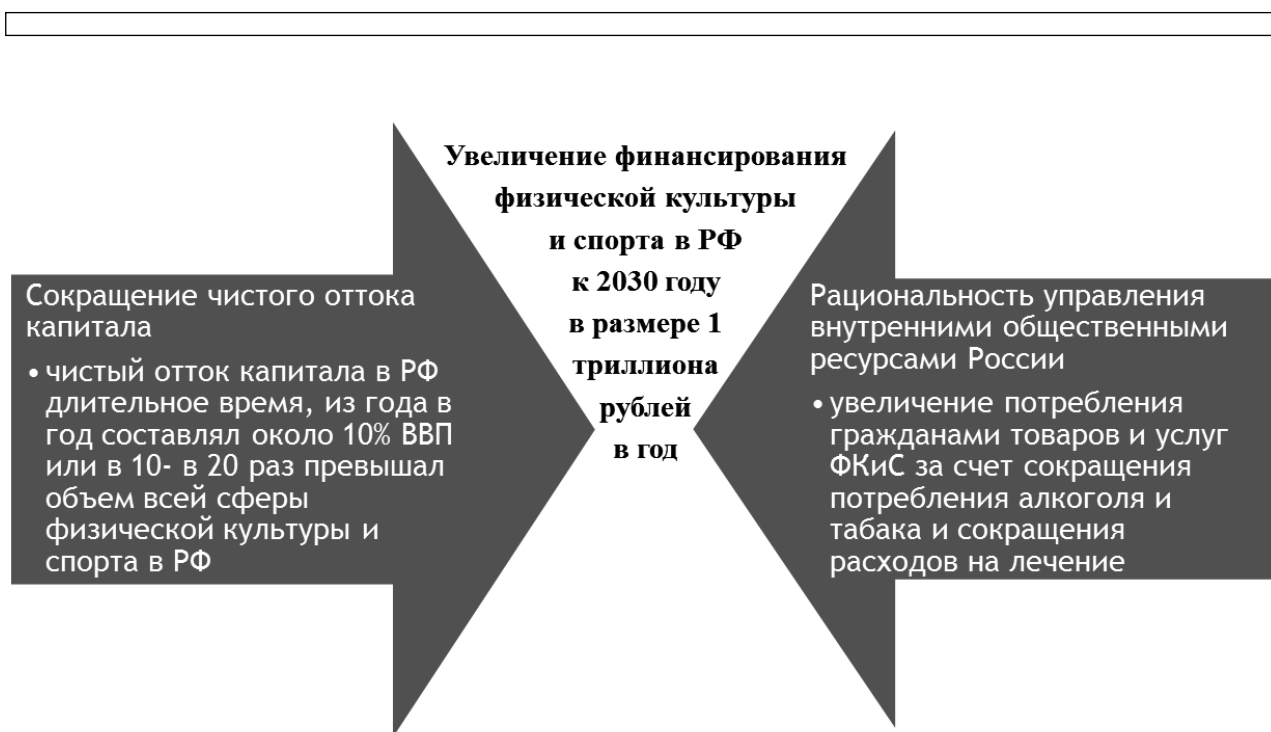 Увеличение финансирования
физической культуры
и спорта в РФ
к 2030 году
в размере 1
триллиона
рублей
в год
Сокращение чистого оттока
капитала
• чистый отток капитала в РФ
длительное время, из года в
год составлял около 10% ВВП
или в 10- в 20 раз превышал
объем всей сферы
физической культуры и
спорта в РФ
Рациональность управления
внутренними общественными
ресурсами России
• увеличение потребления
гражданами товаров и услуг
ФКиС за счет сокращения
потребления алкоголя и
табака и сокращения
расходов на лечение